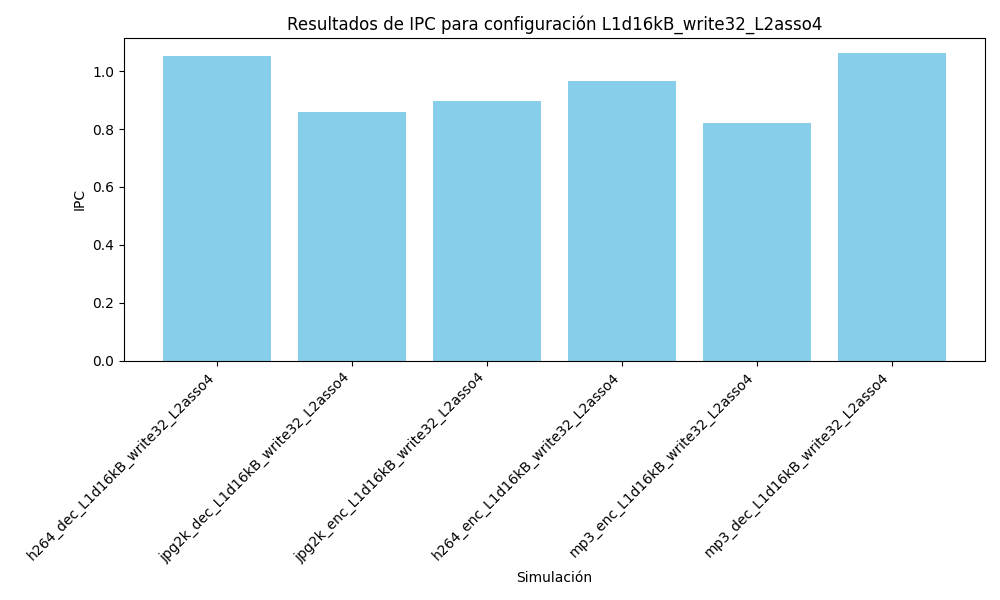 Resultados de IPC para configuración L1d16kB_write32_L2asso4
IPC
1.0
0.8
0.6
0.4
0.2
0.0
h264_dec_L1d16kB_write32_L2asso4
jpg2k_dec_L1d16kB_write32_L2asso4
jpg2k_enc_L1d16kB_write32_L2asso4
h264_enc_L1d16kB_write32_L2asso4
mp3_enc_L1d16kB_write32_L2asso4
mp3_dec_L1d16kB_write32_L2asso4
Simulación